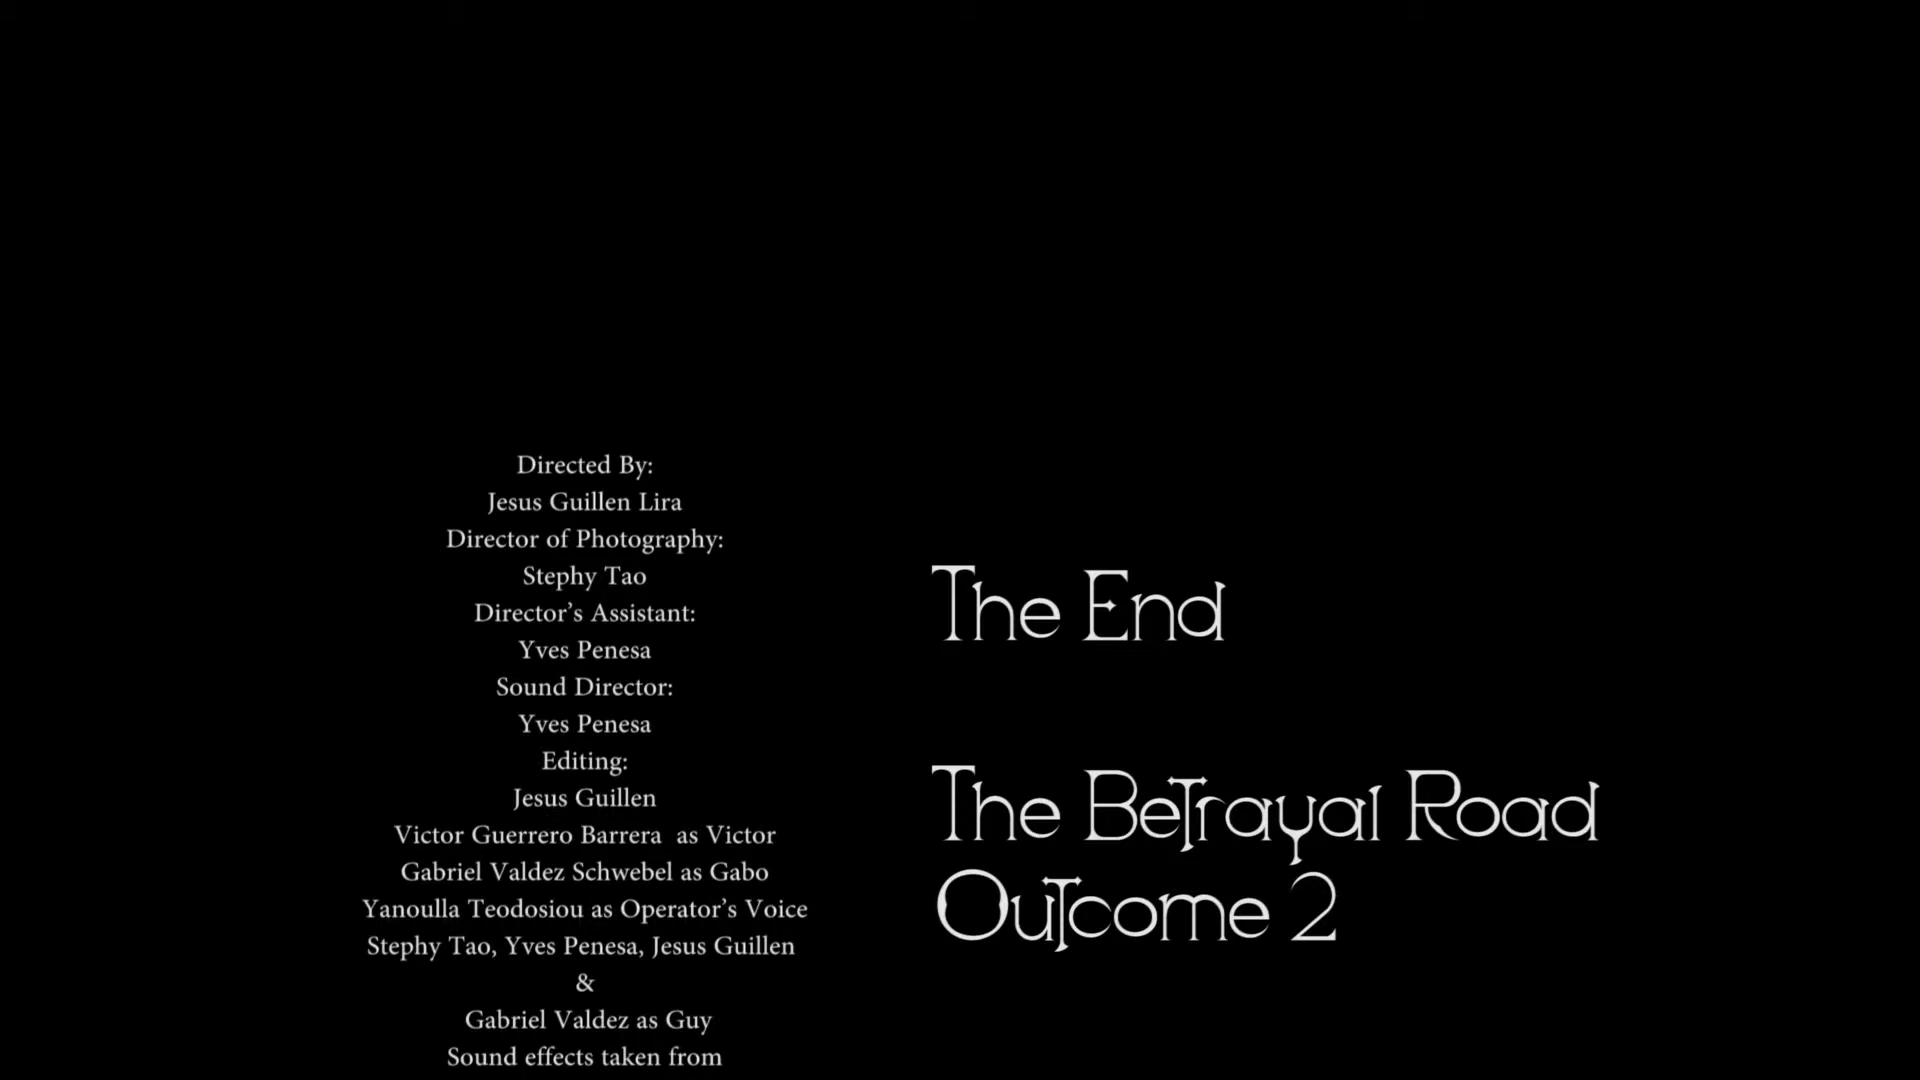 Directed By:
Jesus Guillen Lira
Director of Photography:
Stephy Tao
Director’s Assistant:
Yves Penesa
Sound Director:
Yves Penesa
Editing:
Jesus Guillen
Victor Guerrero Barrera  as Victor
Gabriel Valdez Schwebel as Gabo
Yanoulla Teodosiou as Operator’s Voice
Stephy Tao, Yves Penesa, Jesus Guillen
&
Gabriel Valdez as Guy
Sound effects taken from
The End
The Betrayal Road
Outcome 2